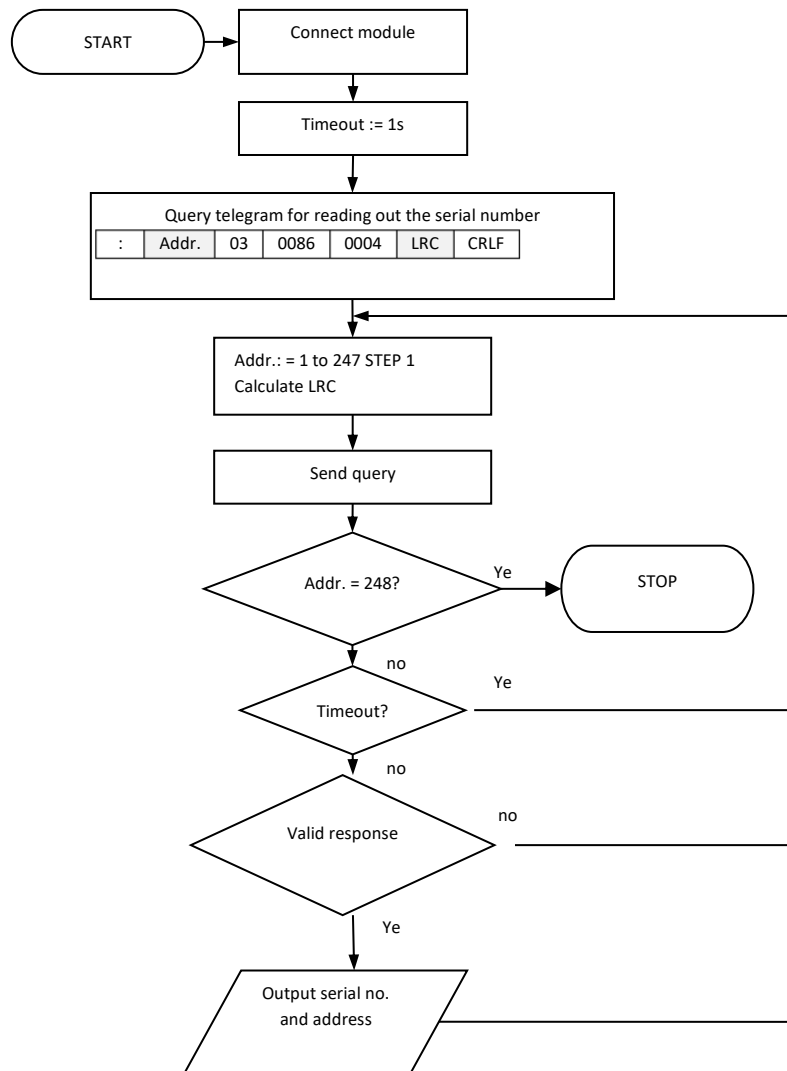 START
Connect module
Timeout := 1s
Query telegram for reading out the serial number
: Addr. 03 0086 0004 LRC CRLF
Addr.: = 1 to 247 STEP 1
Calculate LRC
Send query
Addr. = 248?
Ye
STOP
no
Timeout?
Ye
no
Valid response
no
Ye
Output serial no.
and address